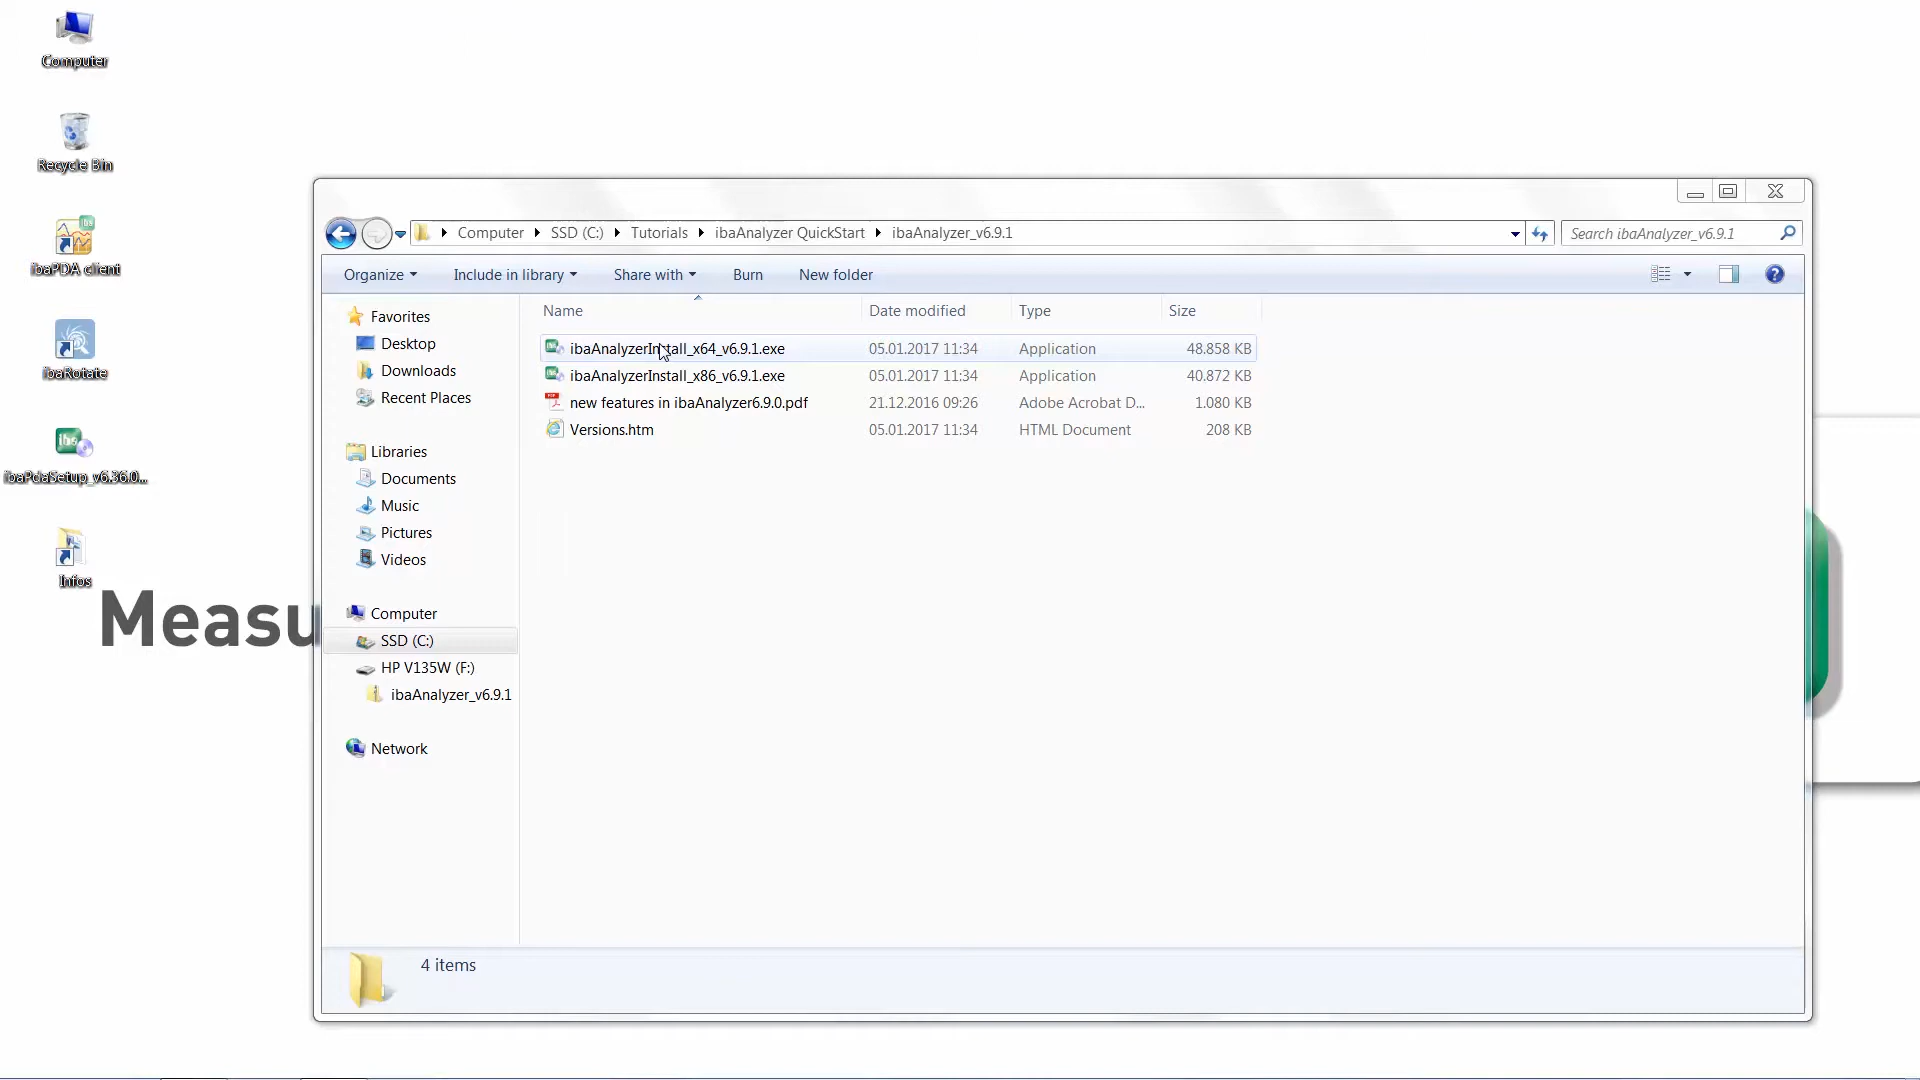 Computer
Recycle Bin
ibaPDA client
ibaRotate
ibaPdaSetup_v6.36.0...
Infos
Measu
Computer SSD (C:) Tutorials ibaAnalyzer QuickStart ibaAnalyzer_v6.9.1
Search ibaAnalyzer_v6.9.1
Organize Include in library Share with Burn New folder
Favorites
Desktop
Downloads
Recent Places
Libraries
Documents
Music
Pictures
Videos
Computer
SSD (C:)
HP V135W (F:)
ibaAnalyzer_v6.9.1
Network
Name Date modified Type Size
ibaAnalyzerInstall_x64_v6.9.1.exe 05.01.2017 11:34 Application 48.858 KB
ibaAnalyzerInstall_x86_v6.9.1.exe 05.01.2017 11:34 Application 40.872 KB
new features in ibaAnalyzer6.9.0.pdf 21.12.2016 09:26 Adobe Acrobat D... 1.080 KB
Versions.htm 05.01.2017 11:34 HTML Document 208 KB
4 items